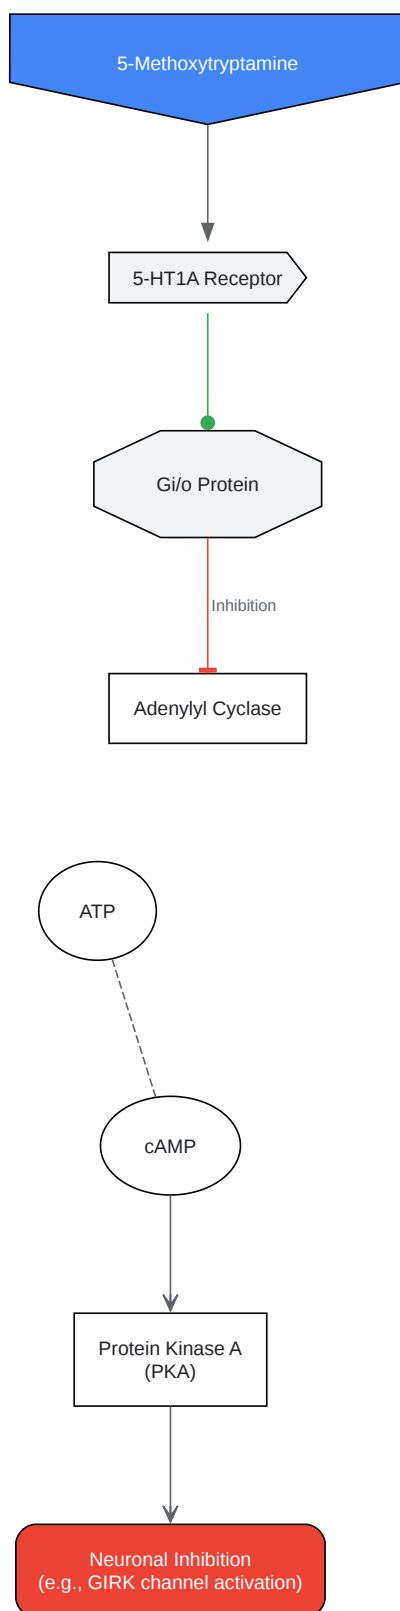 5-Methoxytryptamine
5-HT1A Receptor
Gi/o Protein
Inhibition
Adenylyl Cyclase
ATP
cAMP
Protein Kinase A
(PKA)
Neuronal Inhibition
(e.g., GIRK channel activation)